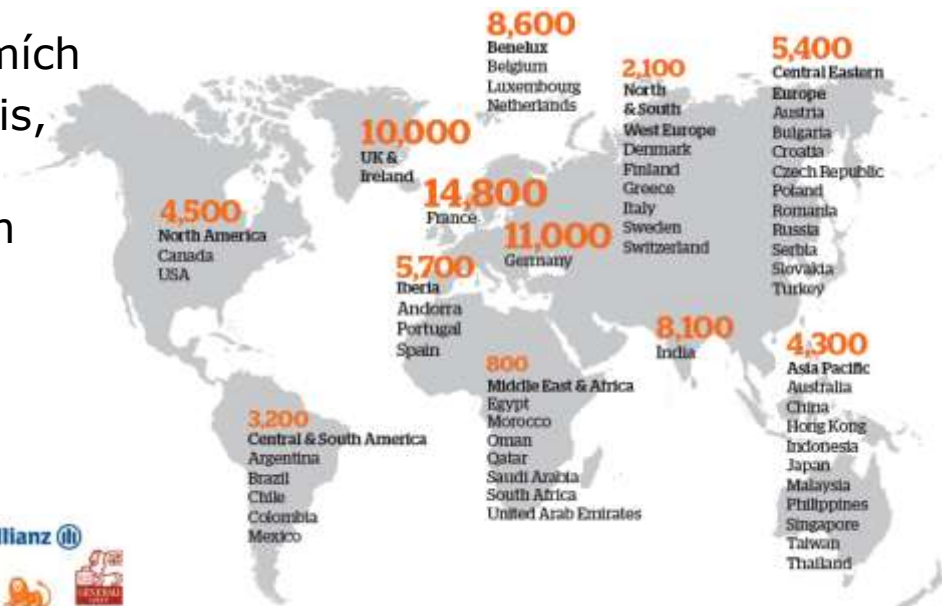 mích
is,
m
8,600
Benelux
Belgium
Luxembourg
Netherlands
2,100
North
& South
West Europe
Denmark
Finland
Greece
Italy
Sweden
Switzerland
5,400
Central Eastern
Europe
Austria
Bulgaria
Croatia
Czech Republic
Poland
Romania
Russia
Serbia
Slovakia
Turkey
10,000
UK &
Ireland
14,800
France
11,000
Germany
4,500
North America
Canada
USA
5,700
Iberia
Andorra
Portugal
Spain
8,100
India
4,300
Asia Pacific
Australia
China
Hong Kong
Indonesia
Japan
Malaysia
Philippines
Singapore
Taiwan
Thailand
800
Middle East & Africa
Egypt
Morocco
Oman
Qatar
Saudi Arabia
South Africa
United Arab Emirates
3,200
Central & South America
Argentina
Brazil
Chile
Colombia
Mexico
llianz
GENERALI